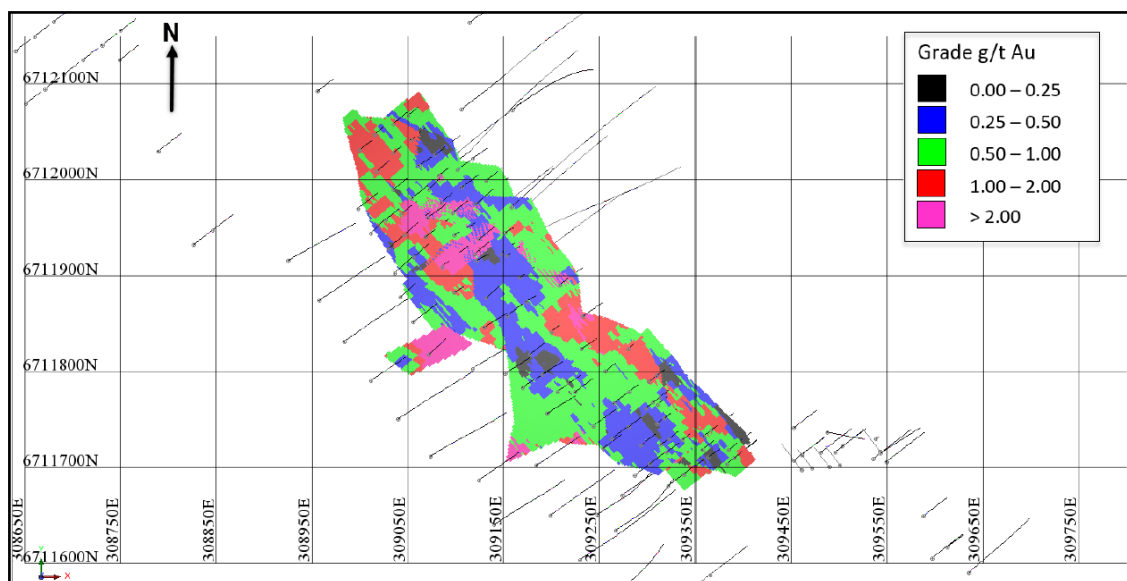 N
Grade g/t Au
0.00 – 0.25
0.25 – 0.50
0.50 – 1.00
1.00 – 2.00
> 2.00
6712100N
6712000N
6711900N
6711800N
6711700N
6711600N
308650E
308750E
308850E
308950E
309050E
309150E
309250E
309350E
309450E
309550E
309650E
309750E
Y
X